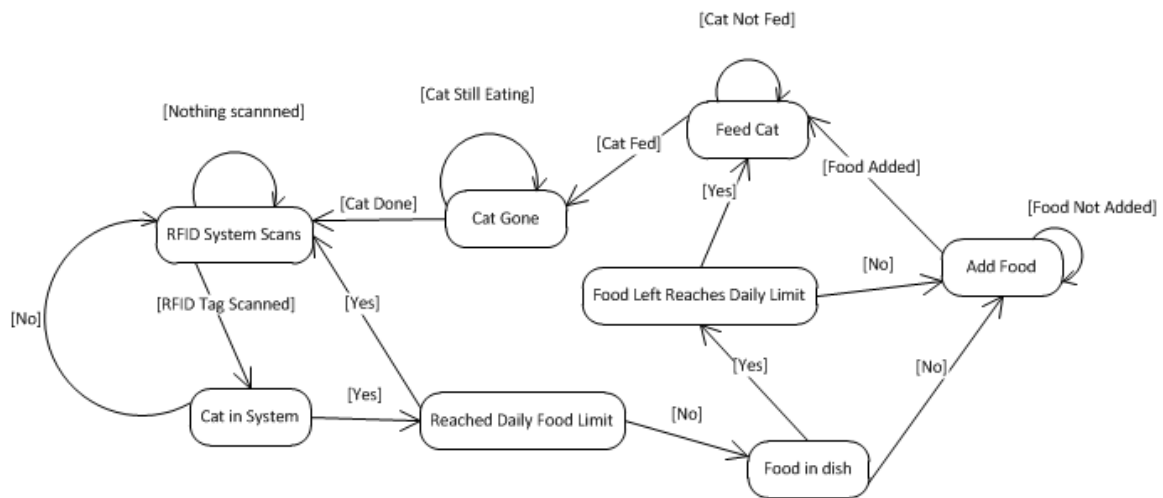 [Cat Not Fed]
[Cat Still Eating]
[Nothing scannned]
Feed Cat
[Cat Fed]
[Food Added]
[Yes]
[Cat Done]
Cat Gone
[Food Not Added]
RFID System Scans
Add Food
[No]
Food Left Reaches Daily Limit
[RFID Tag Scanned]
[Yes]
[No]
[Yes]
[No]
[Yes]
Cat in System
Reached Daily Food Limit
[No]
Food in dish